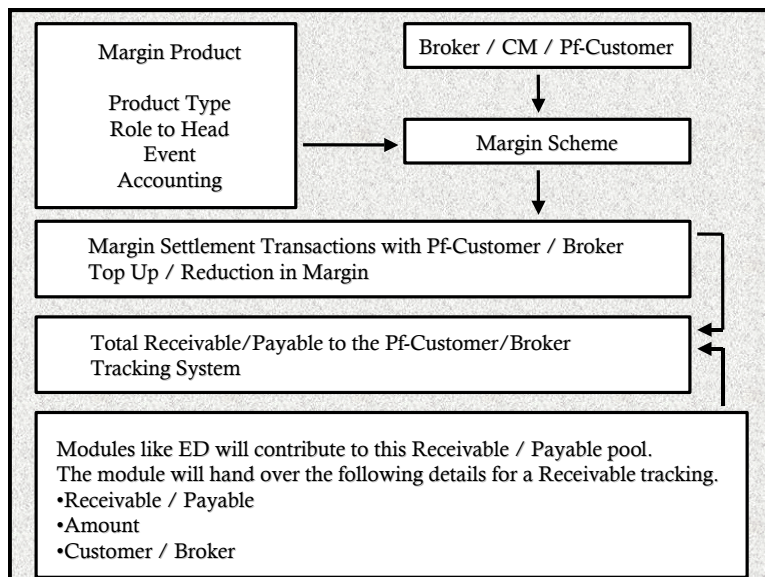 Margin Product
Product Type
Role to Head
Event
Accounting
Broker / CM / Pf-Customer
Margin Scheme
Margin Settlement Transactions with Pf-Customer / Broker
Top Up / Reduction in Margin
Total Receivable/Payable to the Pf-Customer/Broker
Tracking System
Modules like ED will contribute to this Receivable / Payable pool.
The module will hand over the following details for a Receivable tracking.
•Receivable / Payable
•Amount
•Customer / Broker